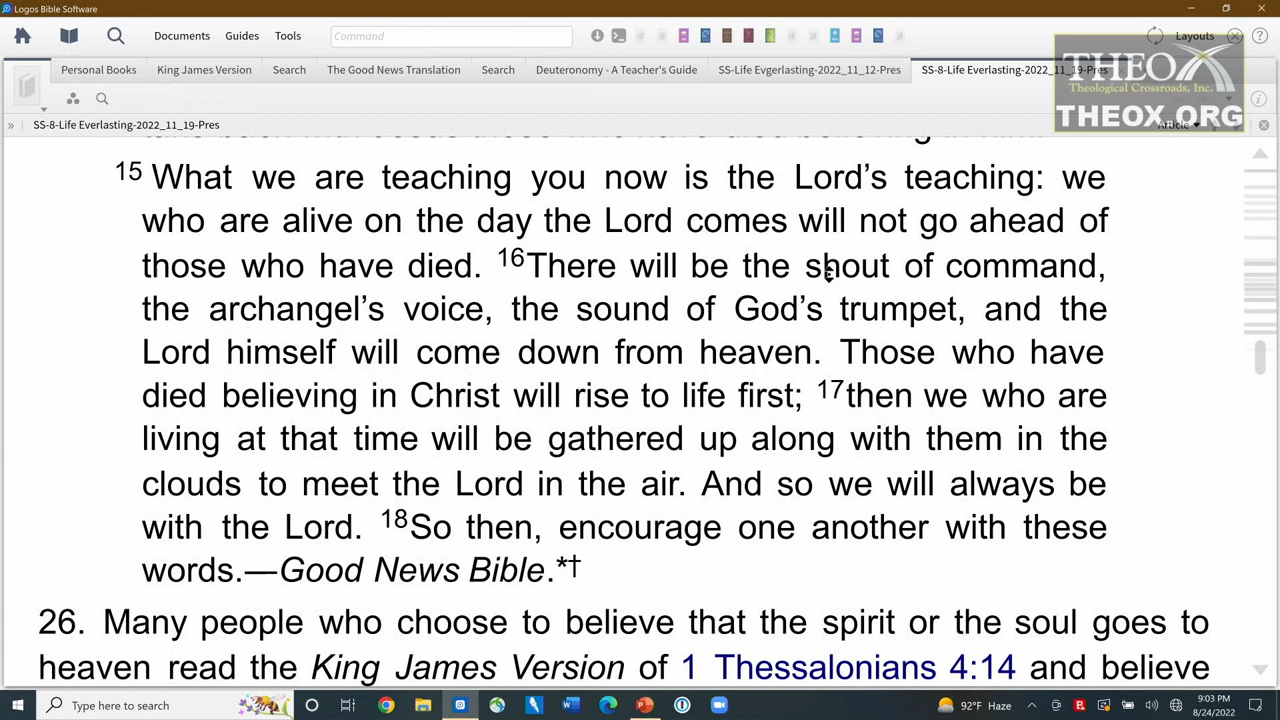 Logos Bible Software
Documents Guides Tools Command Layouts
Personal Books King James Version Search Search Deuteronomy - A Teacher's Guide SS-Life Evgerlasting-2022_11_12-Pres SS-8-Life Everlasting-2022_11_19-Pres
THEOX
Theological Crossroads, Inc.
THEOX.ORG
» SS-8-Life Everlasting-2022_11_19-Pres Article
15 What we are teaching you now is the Lord's teaching: we
who are alive on the day the Lord comes will not go ahead of
those who have died. 16 There will be the shout of command,
the archangel's voice, the sound of God's trumpet, and the
Lord himself will come down from heaven. Those who have
died believing in Christ will rise to life first; 17 then we who are
living at that time will be gathered up along with them in the
clouds to meet the Lord in the air. And so we will always be
with the Lord. 18 So then, encourage one another with these
words.—Good News Bible.*†
26. Many people who choose to believe that the spirit or the soul goes to
heaven read the King James Version of 1 Thessalonians 4:14 and believe
Type here to search 92°F Haze 9:03 PM
8/24/2022